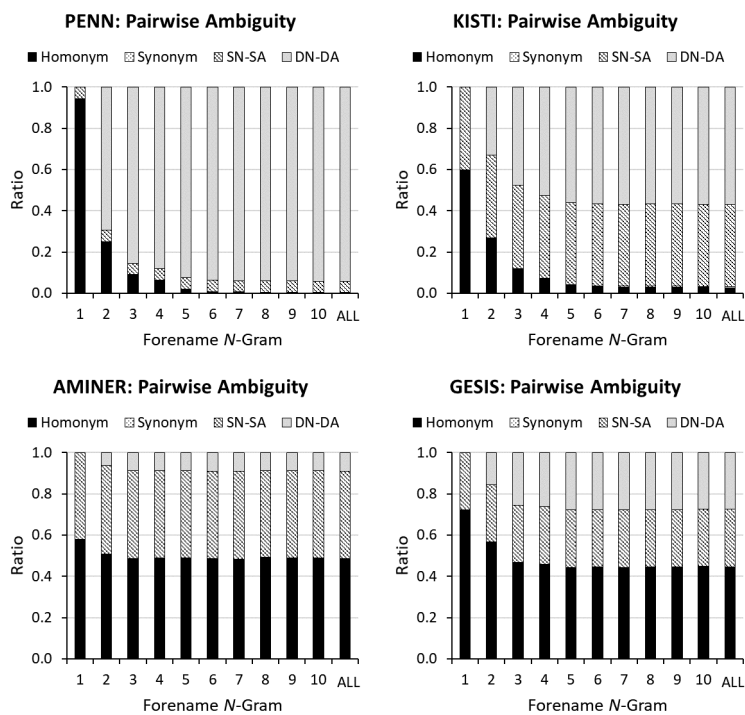 PENN: Pairwise Ambiguity
Homonym Synonym SN-SA DN-DA
1.0
0.8
0.6
0.4
0.2
0.0
Ratio
1 2 3 4 5 6 7 8 9 10 ALL
Forename N-Gram
KISTI: Pairwise Ambiguity
Homonym Synonym SN-SA DN-DA
1.0
0.8
0.6
0.4
0.2
0.0
Ratio
1 2 3 4 5 6 7 8 9 10 ALL
Forename N-Gram
AMINER: Pairwise Ambiguity
Homonym Synonym SN-SA DN-DA
1.0
0.8
0.6
0.4
0.2
0.0
Ratio
1 2 3 4 5 6 7 8 9 10 ALL
Forename N-Gram
GESIS: Pairwise Ambiguity
Homonym Synonym SN-SA DN-DA
1.0
0.8
0.6
0.4
0.2
0.0
Ratio
1 2 3 4 5 6 7 8 9 10 ALL
Forename N-Gram